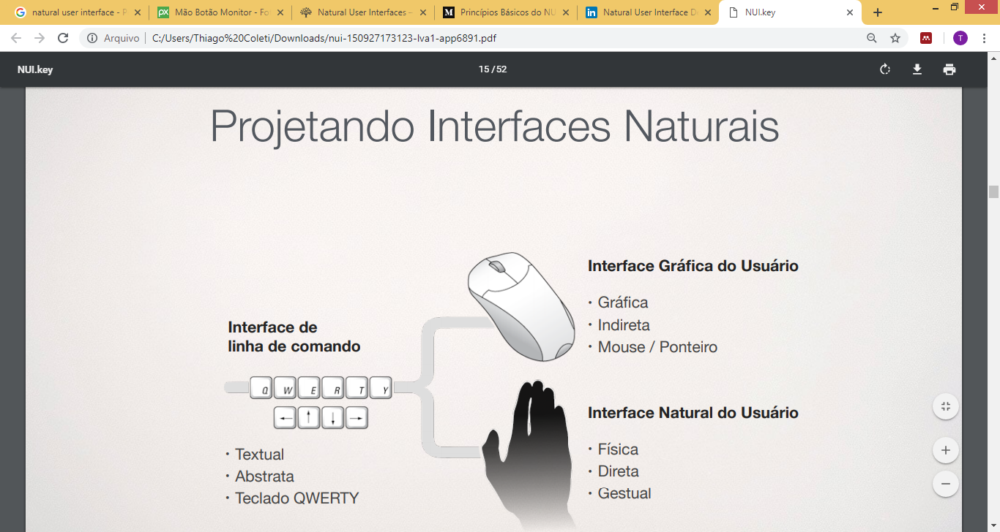 natural user interface - P
Mão Botão Monitor - Fo
Natural User Interfaces –
Princípios Básicos do NU
Natural User Interface D
NUI.key
Arquivo
C:/Users/Thiago%20Coleti/Downloads/nui-150927173123-lva1-app6891.pdf
T
NUI.key
15 / 52
Projetando Interfaces Naturais
Interface de
linha de comando
Q W E R T Y
← ↑ ↓ →
• Textual
• Abstrata
• Teclado QWERTY
Interface Gráfica do Usuário
• Gráfica
• Indireta
• Mouse / Ponteiro
Interface Natural do Usuário
• Física
• Direta
• Gestual